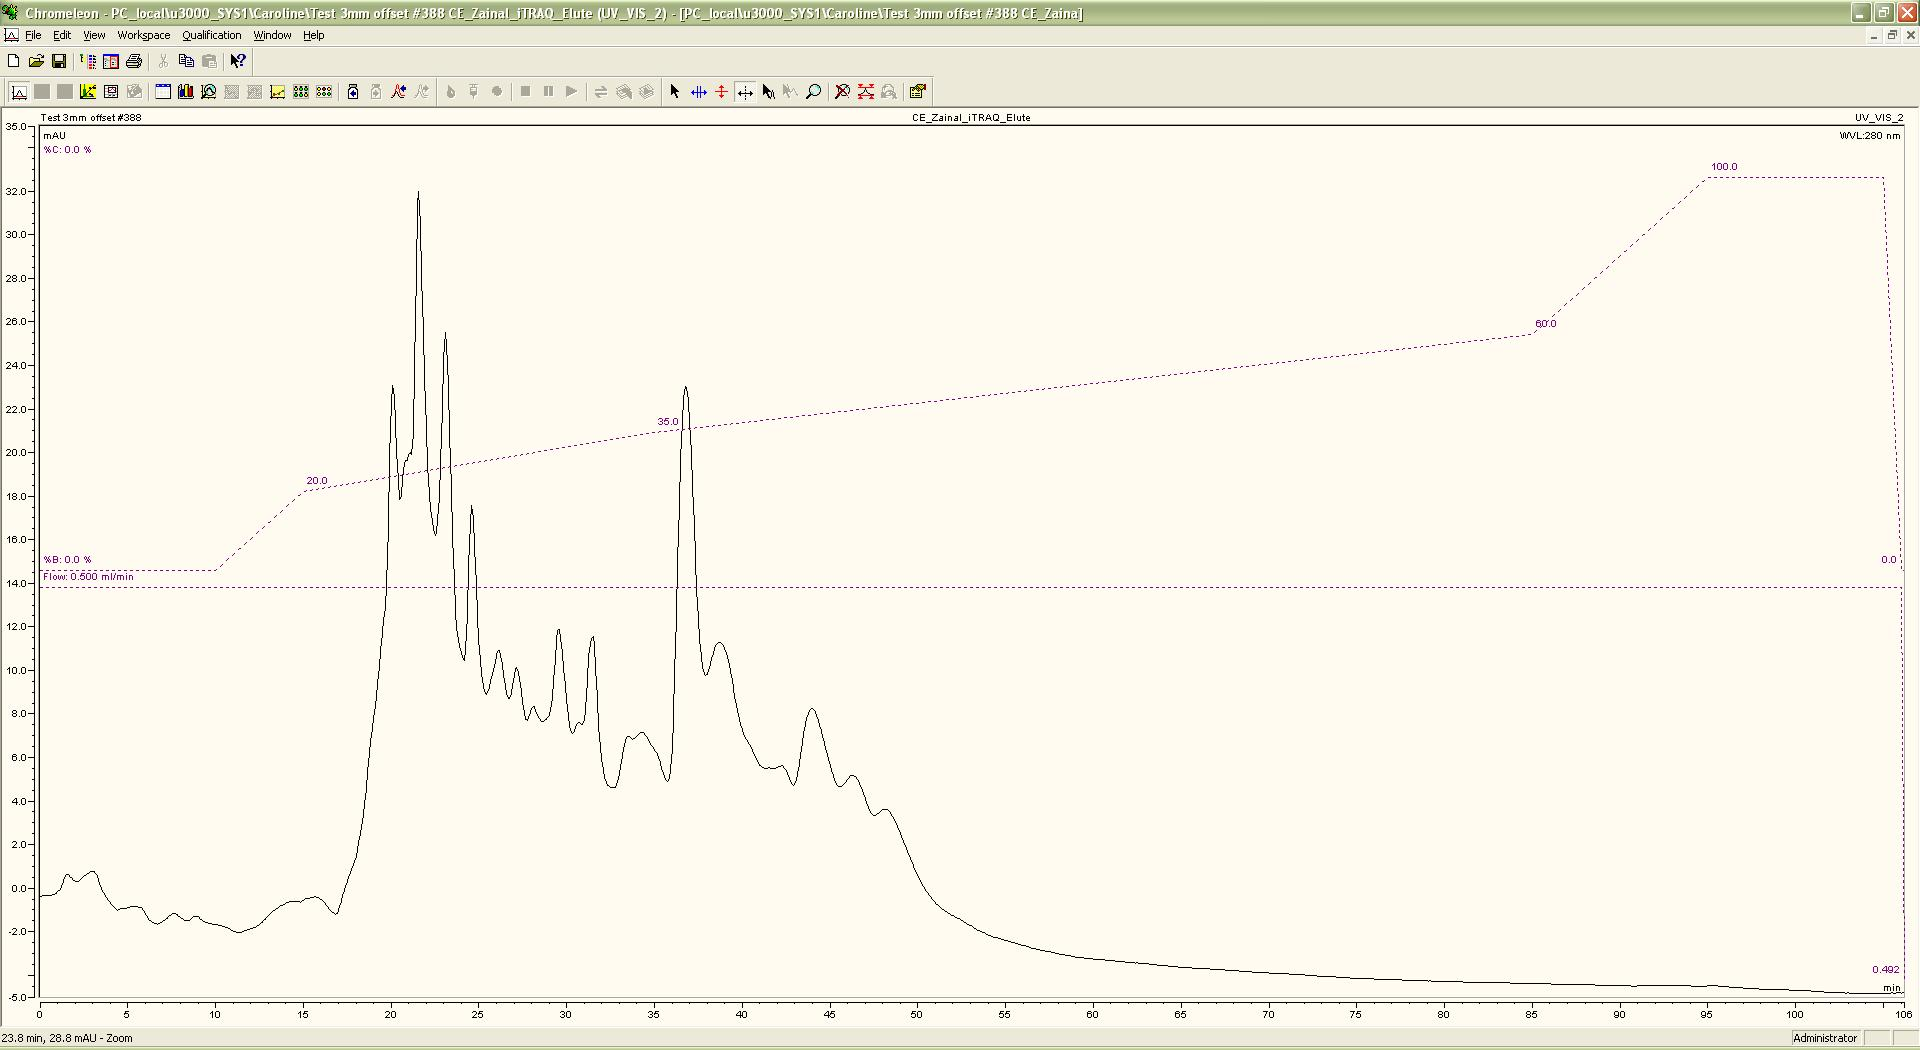 Chromeleon - PC_local\u3000_SYS1\Caroline\Test 3mm offset #388 CE_Zainal_iTRAQ_Elute (UV_VIS_2) - [PC_local\u3000_SYS1\Caroline\Test 3mm offset #388 CE_Zaina]
File Edit View Workspace Qualification Window Help
Test 3mm offset #388 CE_Zainal_iTRAQ_Elute UV_VIS_2
35.0
mAU WVL:280 nm
%C: 0.0 %
100.0
32.0
30.0
28.0
26.0
60.0
24.0
22.0
35.0
20.0
20.0
18.0
16.0
%B: 0.0 % 0.0
Flow: 0.500 ml/min
14.0
12.0
10.0
8.0
6.0
4.0
2.0
0.0
-2.0
0.492
min
-5.0
0 5 10 15 20 25 30 35 40 45 50 55 60 65 70 75 80 85 90 95 100 106
23.8 min, 28.8 mAU - Zoom Administrator